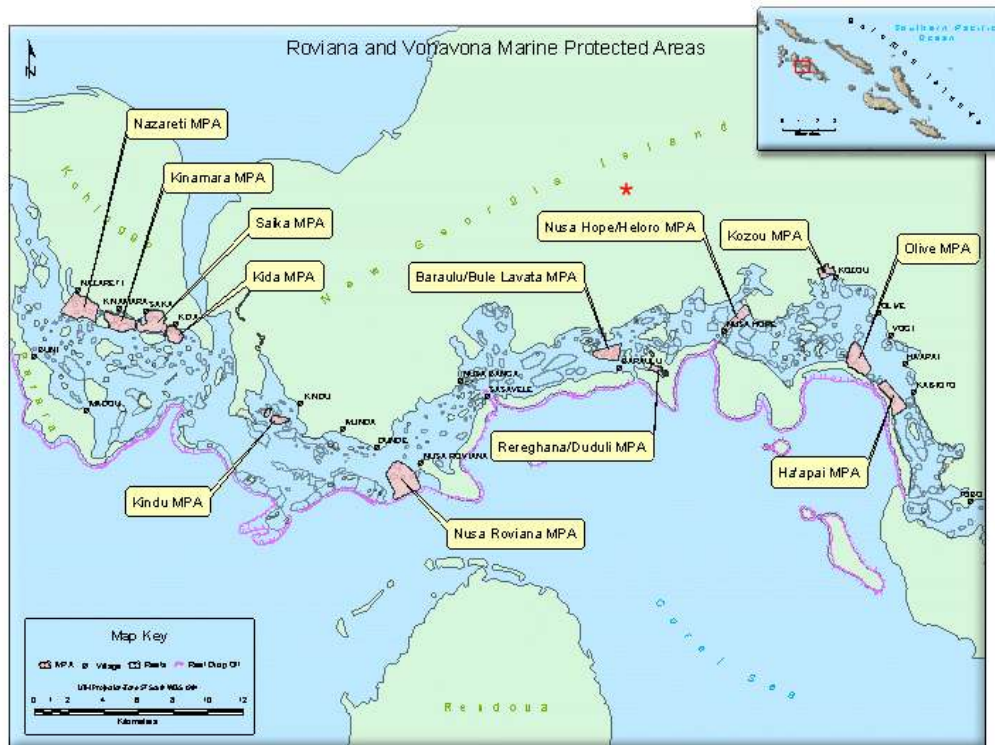 Roviana and Vonavona Marine Protected Areas
N
Southern Pacific
Ocean
Solomon Islands
Nazareti MPA
Kinamara MPA
Saika MPA
Kida MPA
Kohinggo
New Georgia Island
*
Nusa Hope/Heloro MPA
Kozou MPA
Olive MPA
Baraulu/Bule Lavata MPA
NAZARETI
KINAMARA
SAIKA
KIDA
BUNI
MADOU
KINDU
MUNDA
DUNDE
NUSA ROVIANA
NUSA BANGA
SASAVELE
BARAULU
NUSA HOPE
KOZOU
OLIVE
VOGI
HA'APAI
Kindu MPA
Nusa Roviana MPA
Rereghana/Duduli MPA
Ha'apai MPA
Coral Sea
Rendova
Map Key
MPA Village Reefs Reef Drop Off
0 1 2 4 6 8 10 12
Kilometers